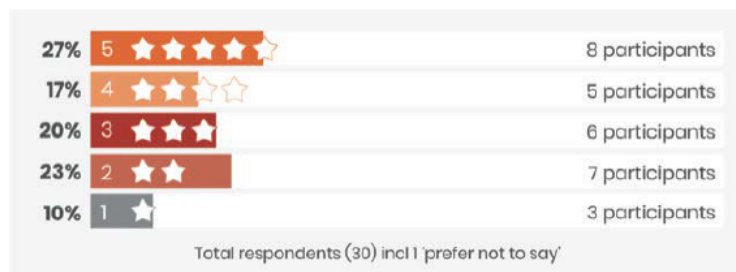 27% 5 8 participants
17% 4 5 participants
20% 3 6 participants
23% 2 7 participants
10% 1 3 participants
Total respondents (30) incl 1 'prefer not to say'